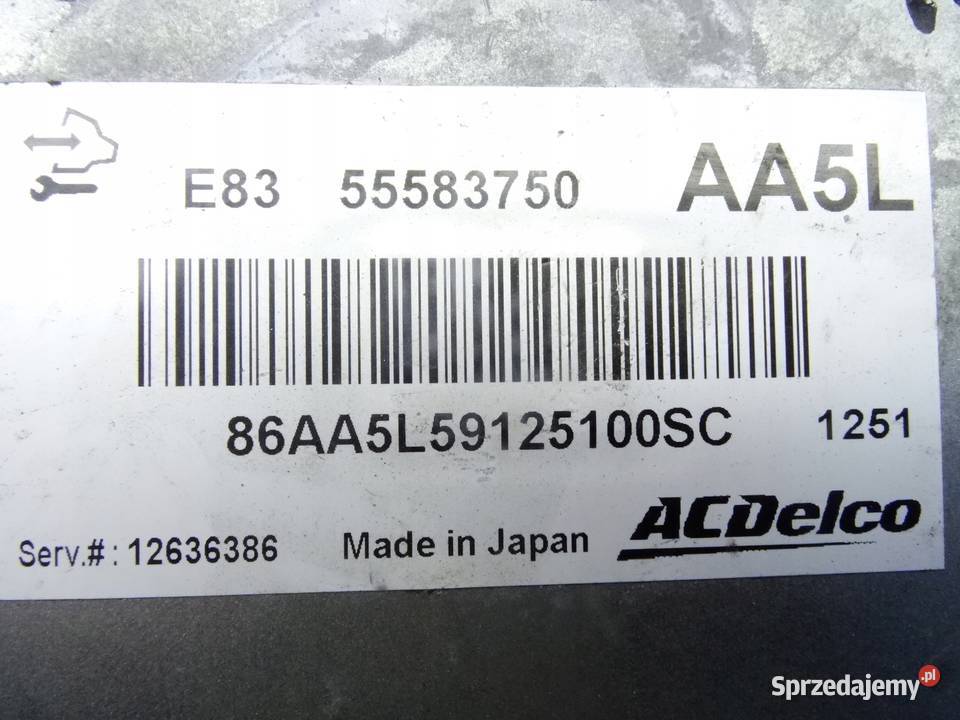 E83 55583750 AA5L
86AA5L59125100SC 1251
Serv.#: 12636386 Made in Japan ACDelco
Sprzedajemy.pl